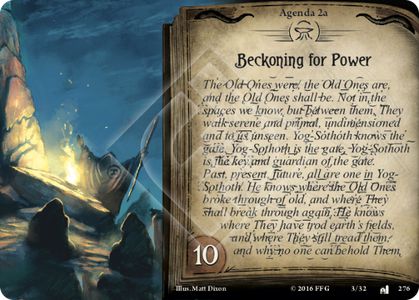 Agenda 2a
Beckoning for Power
The Old Ones were, the Old Ones are,
and the Old Ones shall be. Not in the
spaces we know, but between them, They
walk serene and primal, undimensioned
and to us unseen. Yog-Sothoth knows the
gate. Yog-Sothoth is the gate. Yog-Sothoth
is the key and guardian of the gate.
Past, present, future, all are one in Yog-
Sothoth. He knows where the Old Ones
broke through of old, and where They
shall break through again. He knows
where They have trod earth's fields,
and where They still tread them,
and why no one can behold Them
10
Illus. Matt Dixon
© 2016 FFG
3/32
276